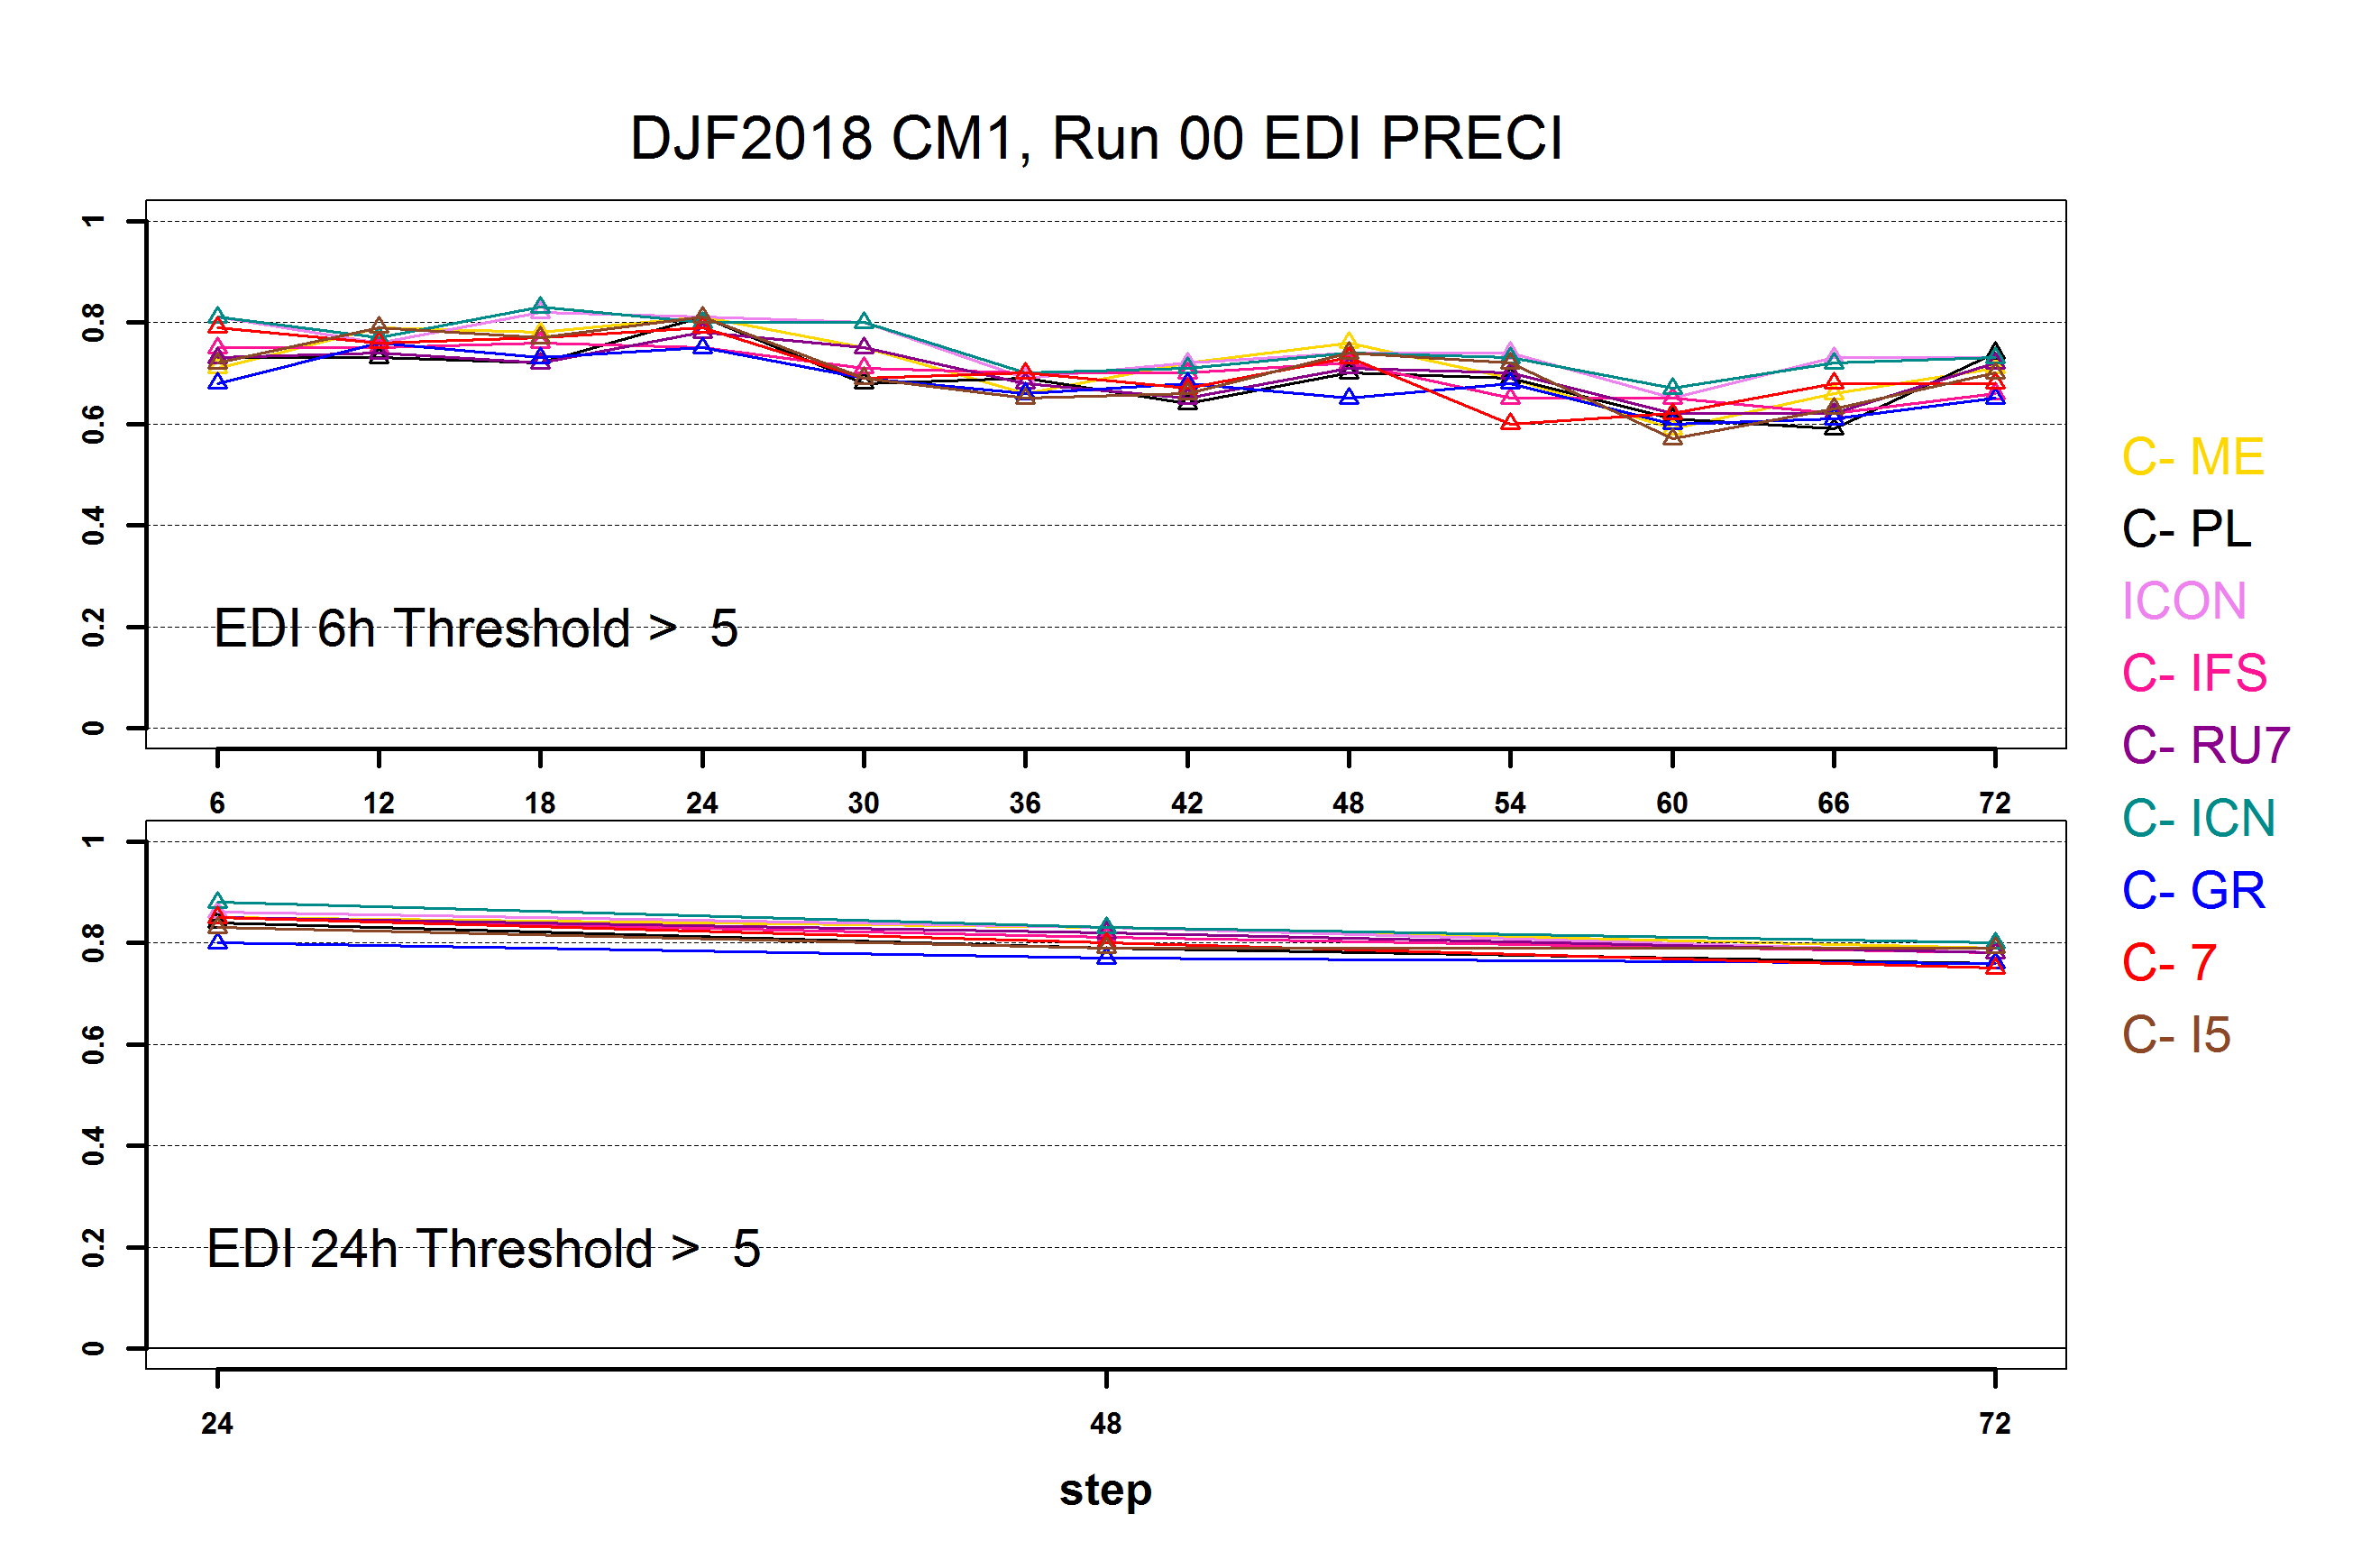 DJF2018 CM1, Run 00 EDI PRECI
1
0.8
0.6
0.4
0.2
0
EDI 6h Threshold > 5
6 12 18 24 30 36 42 48 54 60 66 72
1
0.8
0.6
0.4
0.2
0
EDI 24h Threshold > 5
24 48 72
step
C- ME
C- PL
ICON
C- IFS
C- RU7
C- ICN
C- GR
C- 7
C- I5